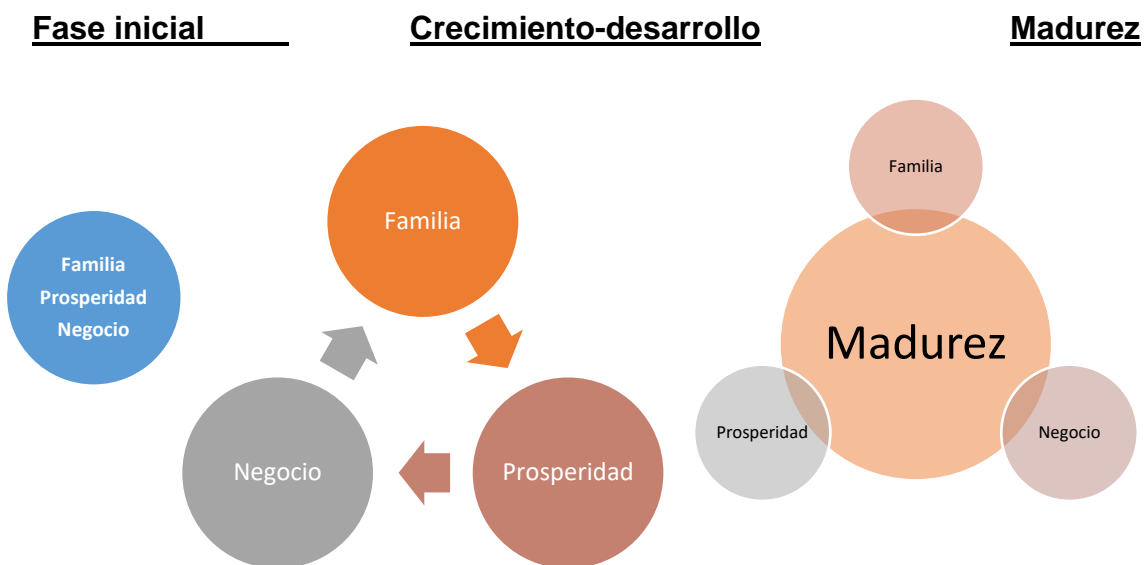 Fase inicial
Crecimiento-desarrollo
Madurez
Familia
Prosperidad
Negocio
Familia
Negocio
Prosperidad
Familia
Madurez
Prosperidad
Negocio